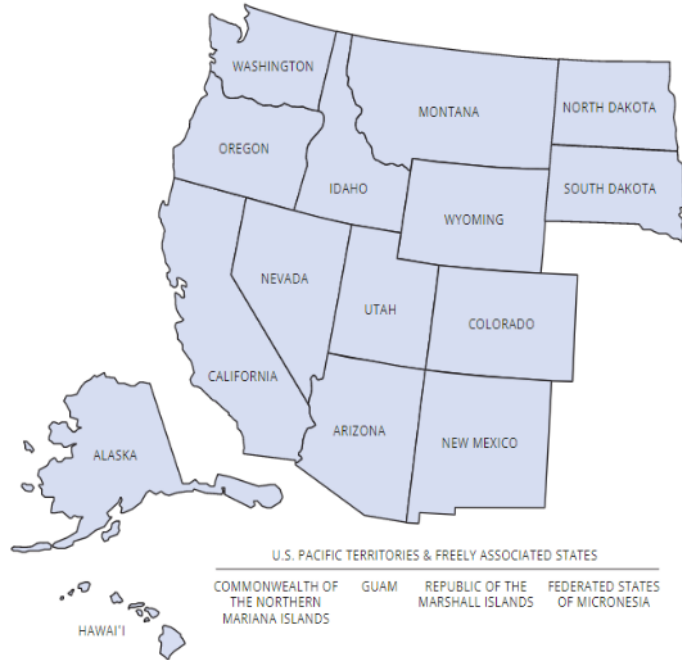 WASHINGTON
MONTANA
NORTH DAKOTA
OREGON
IDAHO
SOUTH DAKOTA
WYOMING
NEVADA
UTAH
COLORADO
CALIFORNIA
ARIZONA
NEW MEXICO
ALASKA
HAWAI'I
U.S. PACIFIC TERRITORIES & FREELY ASSOCIATED STATES
COMMONWEALTH OF
THE NORTHERN
MARIANA ISLANDS
GUAM
REPUBLIC OF THE
MARSHALL ISLANDS
FEDERATED STATES
OF MICRONESIA